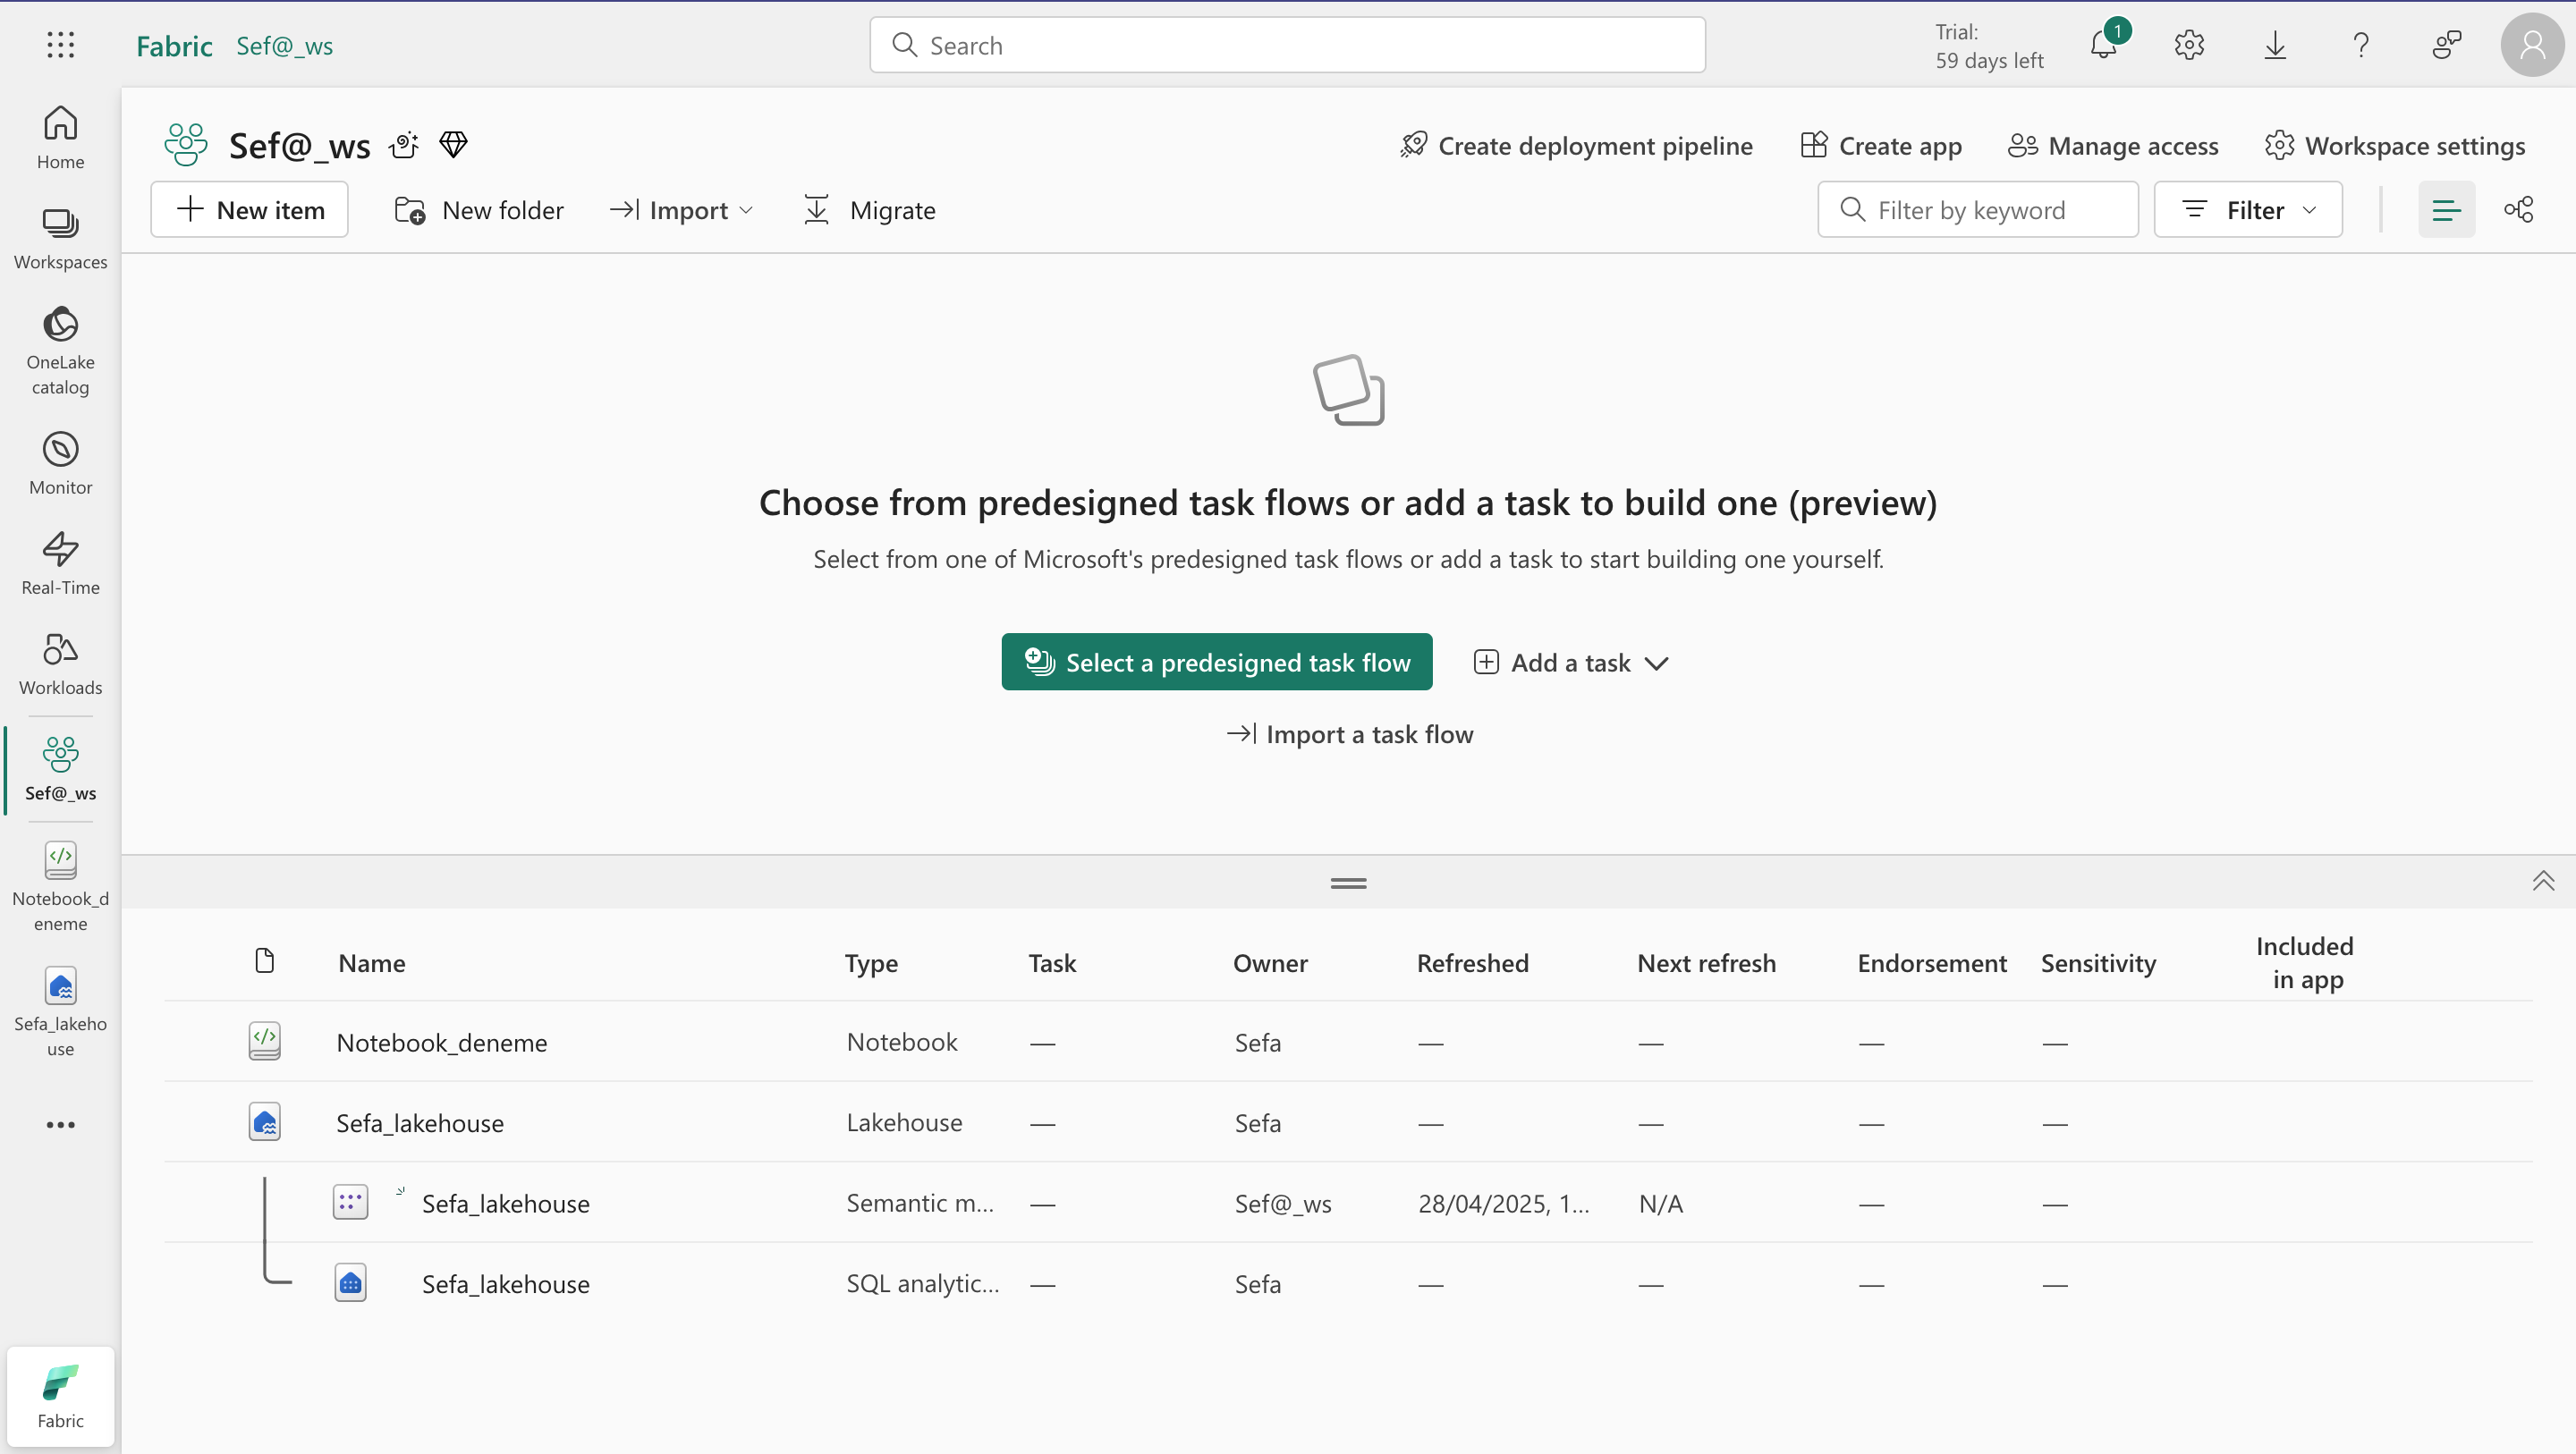 Fabric Sef@_ws
Search
Trial:
59 days left
1
Home
Workspaces
OneLake
catalog
Monitor
Real-Time
Workloads
Sef@_ws
Notebook_d
eneme
Sefa_lakeho
use
Fabric
Sef@_ws
Create deployment pipeline Create app Manage access Workspace settings
New item New folder Import Migrate
Filter by keyword Filter
Choose from predesigned task flows or add a task to build one (preview)
Select from one of Microsoft's predesigned task flows or add a task to start building one yourself.
Select a predesigned task flow Add a task
Import a task flow
Name Type Task Owner Refreshed Next refresh Endorsement Sensitivity Included
in app
Notebook_deneme Notebook — Sefa — — — —
Sefa_lakehouse Lakehouse — Sefa — — — —
Sefa_lakehouse Semantic m... — Sef@_ws 28/04/2025, 1... N/A — —
Sefa_lakehouse SQL analytic... — Sefa — — — —